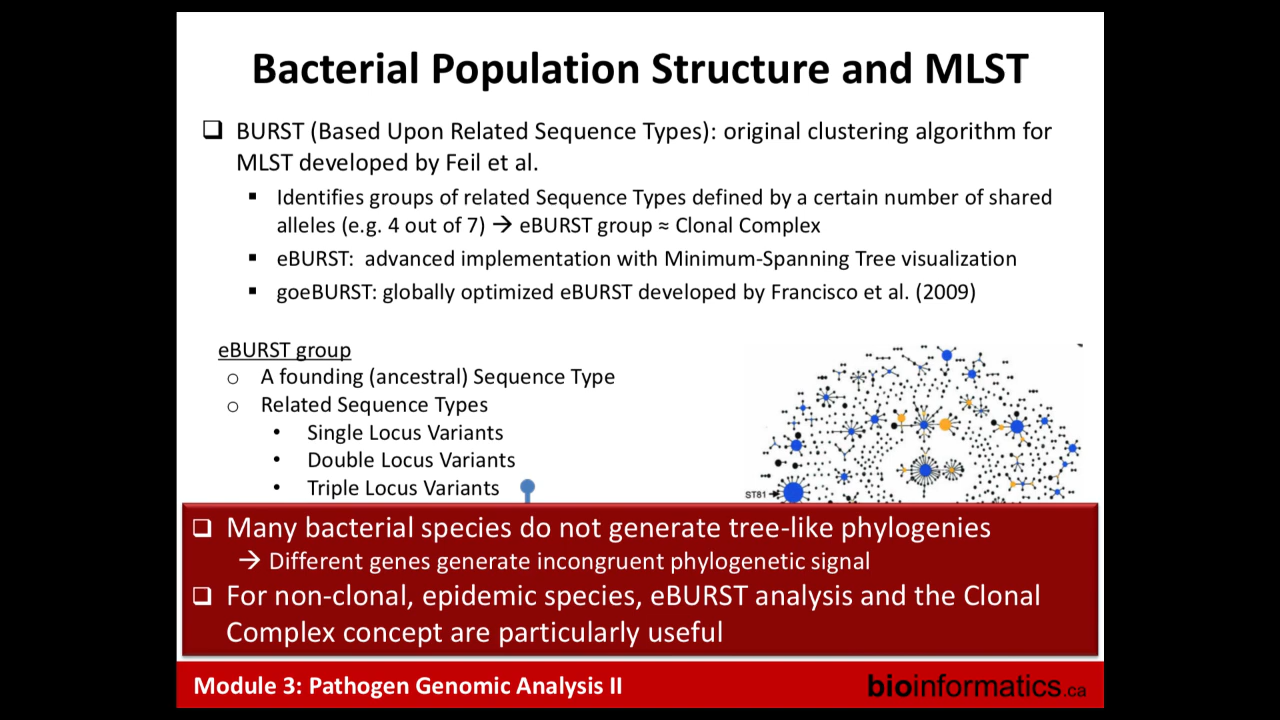 Bacterial Population Structure and MLST
❑ BURST (Based Upon Related Sequence Types): original clustering algorithm for
MLST developed by Feil et al.
▪ Identifies groups of related Sequence Types defined by a certain number of shared
alleles (e.g. 4 out of 7) → eBURST group ≈ Clonal Complex
▪ eBURST: advanced implementation with Minimum-Spanning Tree visualization
▪ goeBURST: globally optimized eBURST developed by Francisco et al. (2009)
eBURST group
o A founding (ancestral) Sequence Type
o Related Sequence Types
• Single Locus Variants
• Double Locus Variants
• Triple Locus Variants
ST81
❑ Many bacterial species do not generate tree-like phylogenies
→ Different genes generate incongruent phylogenetic signal
❑ For non-clonal, epidemic species, eBURST analysis and the Clonal
Complex concept are particularly useful
Module 3: Pathogen Genomic Analysis II
bioinformatics.ca